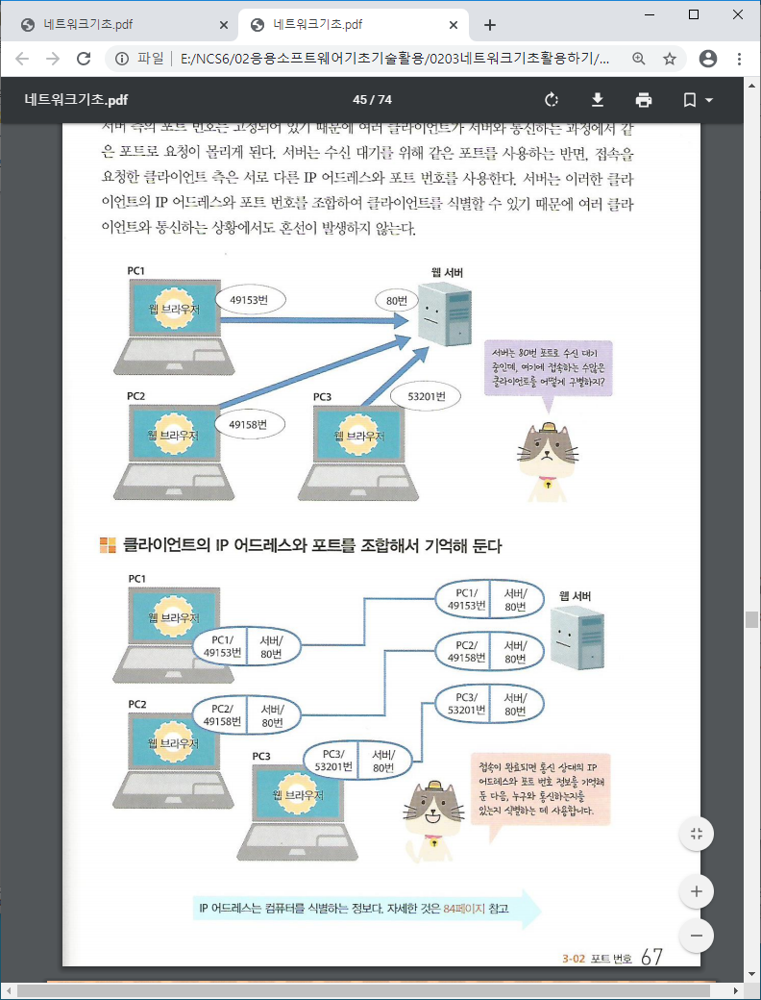 네트워크기초.pdf
네트워크기초.pdf
파일 | E:/NCS6/02응용소프트웨어기초기술활용/0203네트워크기초활용하기/...
네트워크기초.pdf
45 / 74
서버 측의 포트 번호는 고정되어 있기 때문에 여러 클라이언트가 서버와 통신하는 과정에서 같
은 포트로 요청이 몰리게 된다. 서버는 수신 대기를 위해 같은 포트를 사용하는 반면, 접속을
요청한 클라이언트 측은 서로 다른 IP 어드레스와 포트 번호를 사용한다. 서버는 이러한 클라
이언트의 IP 어드레스와 포트 번호를 조합하여 클라이언트를 식별할 수 있기 때문에 여러 클라
이언트와 통신하는 상황에서도 혼선이 발생하지 않는다.
PC1
웹 브라우저
49153번
80번
웹 서버
서버는 80번 포트로 수신 대기
중인데, 여기에 접속하는 수많은
클라이언트를 어떻게 구별하지?
PC2
웹 브라우저
49158번
PC3
웹 브라우저
53201번
클라이언트의 IP 어드레스와 포트를 조합해서 기억해 둔다
PC1
웹 브라우저
PC1/
49153번
서버/
80번
PC1/
49153번
서버/
80번
웹 서버
PC2/
49158번
서버/
80번
PC2
웹 브라우저
PC2/
49158번
서버/
80번
PC3/
53201번
서버/
80번
PC3
웹 브라우저
PC3/
53201번
서버/
80번
접속이 완료되면 통신 상대의 IP
어드레스와 포트 번호 정보를 기억해
둔 다음, 누구와 통신하는지를
있는지 식별하는 데 사용합니다.
IP 어드레스는 컴퓨터를 식별하는 정보다. 자세한 것은 84페이지 참고
3-02 포트 번호 67